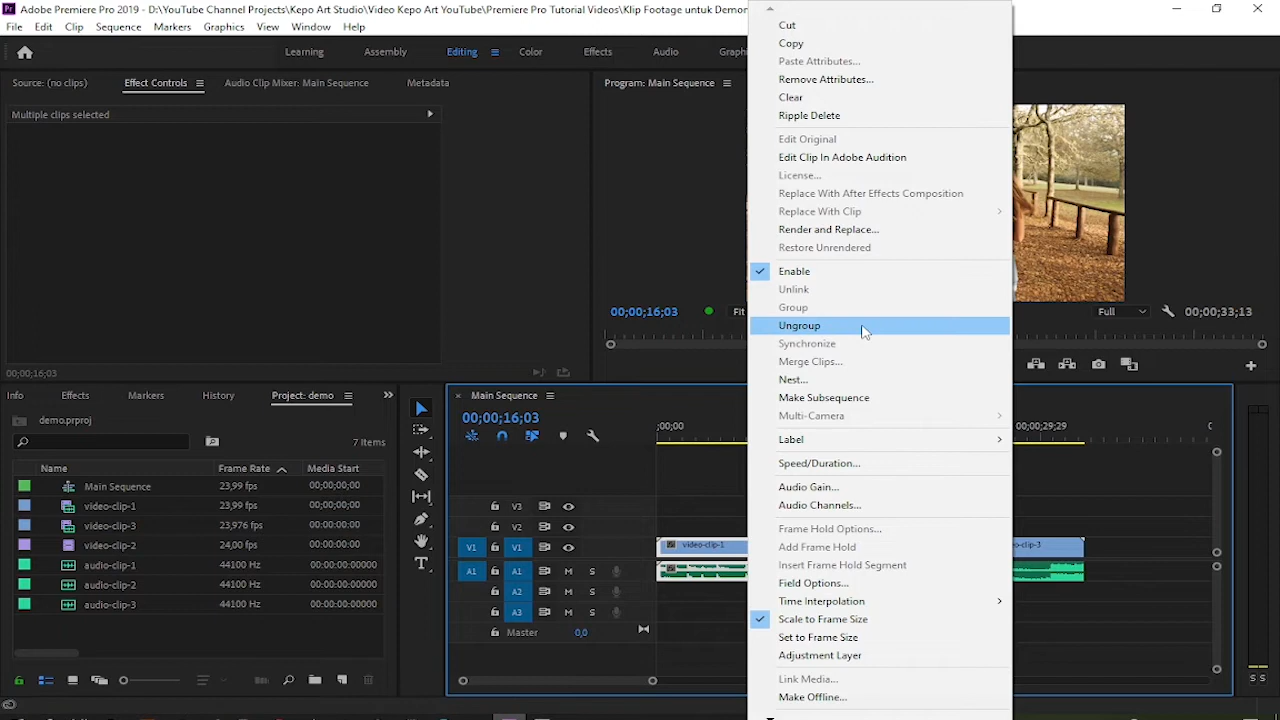 Pr Adobe Premiere Pro 2019 - D:\YouTube Channel Projects\Kepo Art Studio\Video Kepo Art YouTube\Premiere Pro Tutorial Videos\Klip Footage untuk Demor
File Edit Clip Sequence Markers Graphics View Window Help
Learning Assembly Editing Color Effects Audio Graphi
Source: (no clips) Effect Controls Audio Clip Mixer: Main Sequence Metadata
Program: Main Sequence
Multiple clips selected
00;00;16;03 Fit Full 00;00;33;13
00;00;16;03
Info Effects Markers History Project: demo
demo.prproj
7 Items
Name Frame Rate Media Start
Main Sequence 23,99 fps 00;00;00;00
video-clip-1 23,99 fps 00;00;00;00
video-clip-3 23,976 fps 00:00:00:00
video-clip-2 24,00 fps 00:00:00:00
audio-clip-1 44100 Hz 00:00:00:00000
audio-clip-2 44100 Hz 00:00:00:00000
audio-clip-3 44100 Hz 00:00:00:00000
Main Sequence
00;00;16;03
;00;00 00;00;29;29
V3
V2
V1 V1 video-clip-1 eo-clip-3
A1 A1 M S
A2 M S
A3 M S
Master 0,0
S S
Cut
Copy
Paste Attributes...
Remove Attributes...
Clear
Ripple Delete
Edit Original
Edit Clip In Adobe Audition
License...
Replace With After Effects Composition
Replace With Clip
Render and Replace...
Restore Unrendered
Enable
Unlink
Group
Ungroup
Synchronize
Merge Clips...
Nest...
Make Subsequence
Multi-Camera
Label
Speed/Duration...
Audio Gain...
Audio Channels...
Frame Hold Options...
Add Frame Hold
Insert Frame Hold Segment
Field Options...
Time Interpolation
Scale to Frame Size
Set to Frame Size
Adjustment Layer
Link Media...
Make Offline...